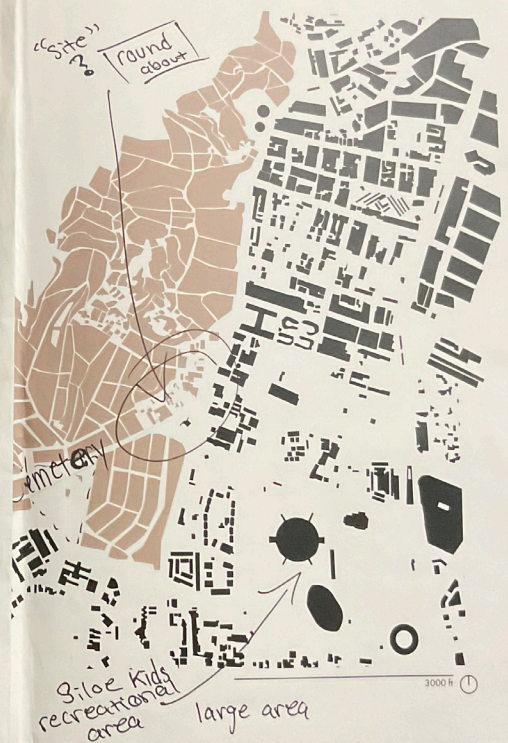 "Site"
?
round
about
cemetery
3000 ft
Siloe Kids
recreational
area
large area